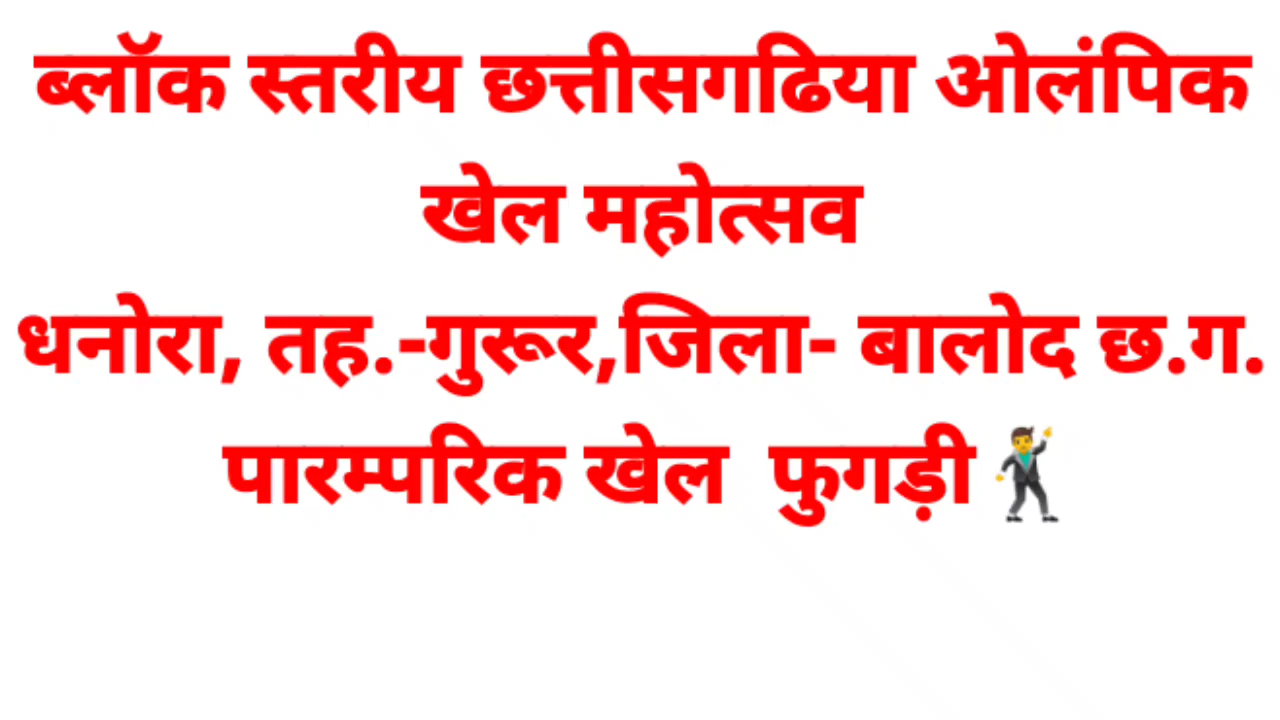 ब्लॉक स्तरीय छत्तीसगढिया ओलंपिक
खेल महोत्सव
धनोरा, तह.-गुरूर,जिला- बालोद छ.ग.
पारम्परिक खेल  फुगड़ी 🕺